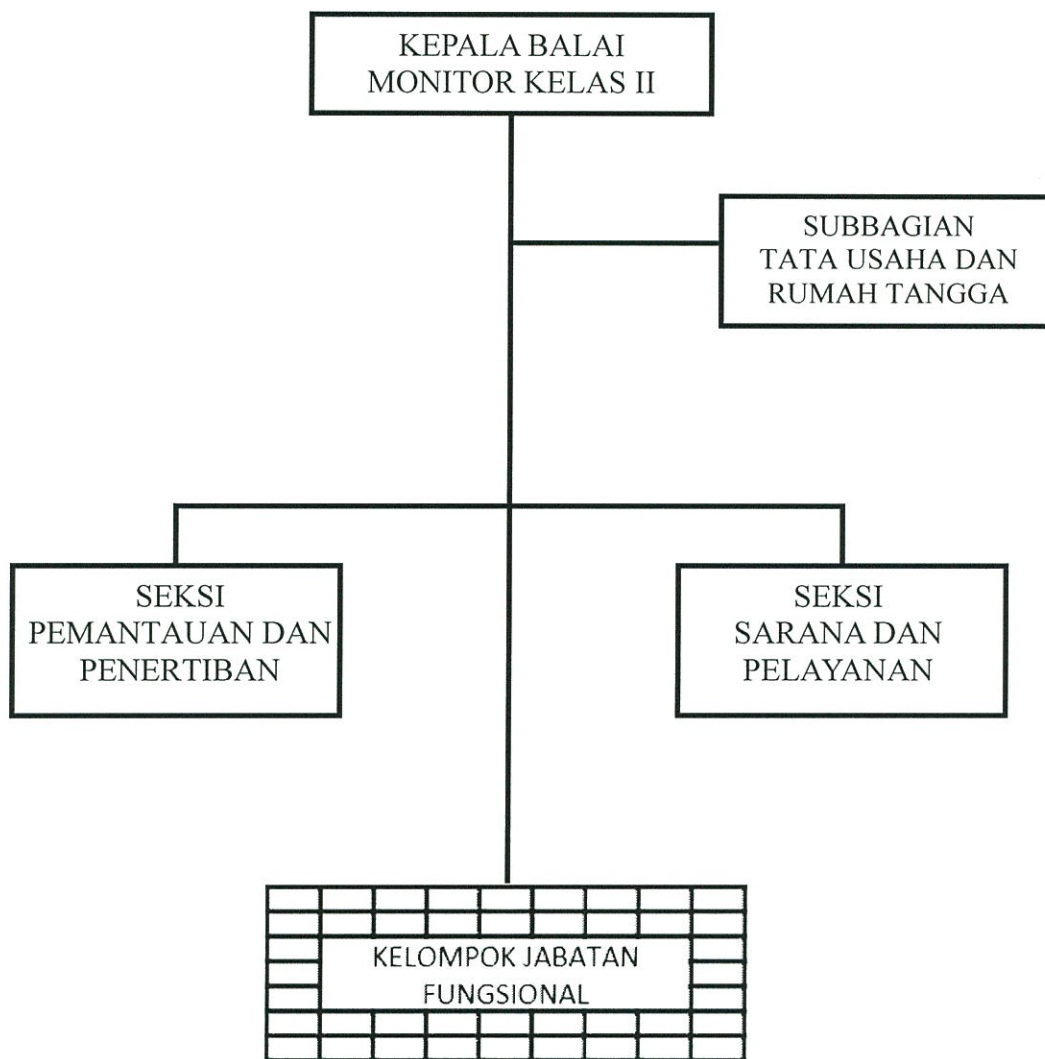 KEPALA BALAI
MONITOR KELAS II
SUBBAGIAN
TATA USAHA DAN
RUMAH TANGGA
SEKSI
PEMANTAUAN DAN
PENERTIBAN
SEKSI
SARANA DAN
PELAYANAN
KELOMPOK JABATAN
FUNGSIONAL